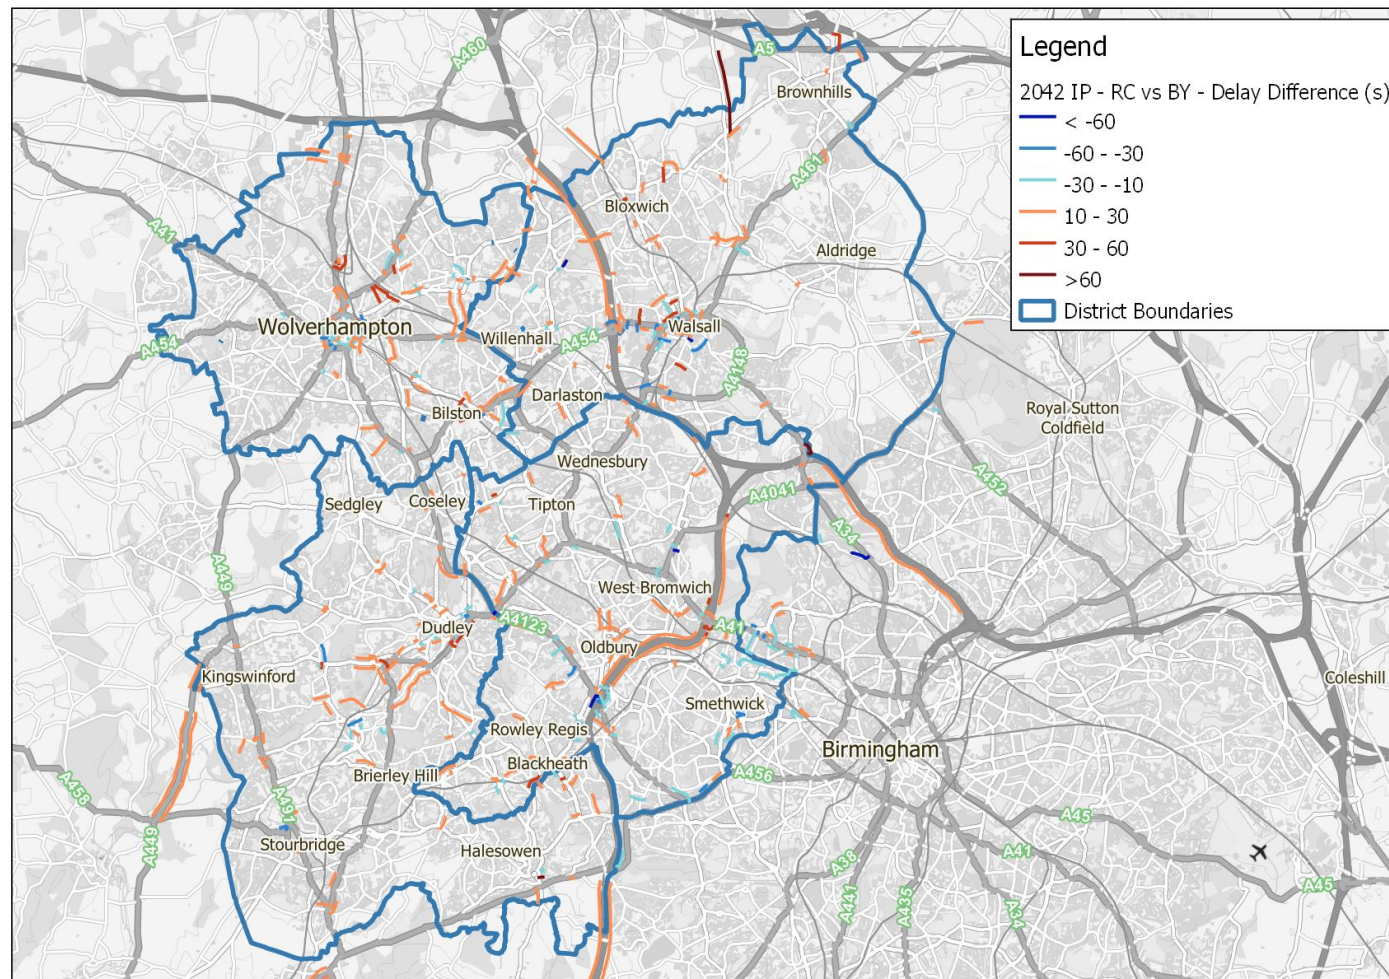 Legend
2042 IP - RC vs BY - Delay Difference (s)
< -60
-60 - -30
-30 - -10
10 - 30
30 - 60
>60
District Boundaries
A460
A5
Brownhills
A461
Bloxwich
A41
Aldridge
Wolverhampton
Willenhall
Walsall
A454
A454
A4148
Darlaston
Bilston
Royal Sutton
Coldfield
Wednesbury
A452
Sedgley
Coseley
Tipton
A4041
A34
A449
West Bromwich
A4123
A41
Dudley
Oldbury
Kingswinford
Coleshill
Smethwick
Rowley Regis
Birmingham
Blackheath
Brierley Hill
A456
A458
A491
A45
A449
Stourbridge
Halesowen
A38
A41
A45
A441
A435
A34